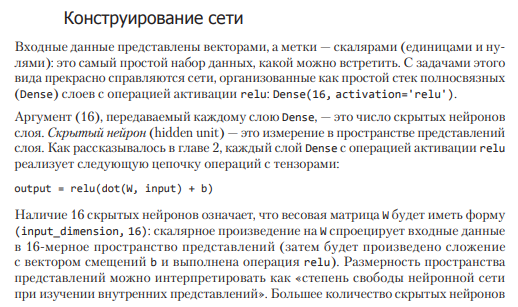 Конструирование сети
Входные данные представлены векторами, а метки — скалярами (единицами и ну-
лями): это самый простой набор данных, какой можно встретить. С задачами этого
вида прекрасно справляются сети, организованные как простой стек полносвязных
(Dense) слоев с операцией активации relu: Dense(16, activation='relu').
Аргумент (16), передаваемый каждому слою Dense, — это число скрытых нейронов
слоя. Скрытый нейрон (hidden unit) — это измерение в пространстве представлений
слоя. Как рассказывалось в главе 2, каждый слой Dense с операцией активации relu
реализует следующую цепочку операций с тензорами:
output = relu(dot(W, input) + b)
Наличие 16 скрытых нейронов означает, что весовая матрица W будет иметь форму
(input_dimension, 16): скалярное произведение на W спроецирует входные данные
в 16-мерное пространство представлений (затем будет произведено сложение
с вектором смещений b и выполнена операция relu). Размерность пространства
представлений можно интерпретировать как «степень свободы нейронной сети
при изучении внутренних представлений». Большее количество скрытых нейронов